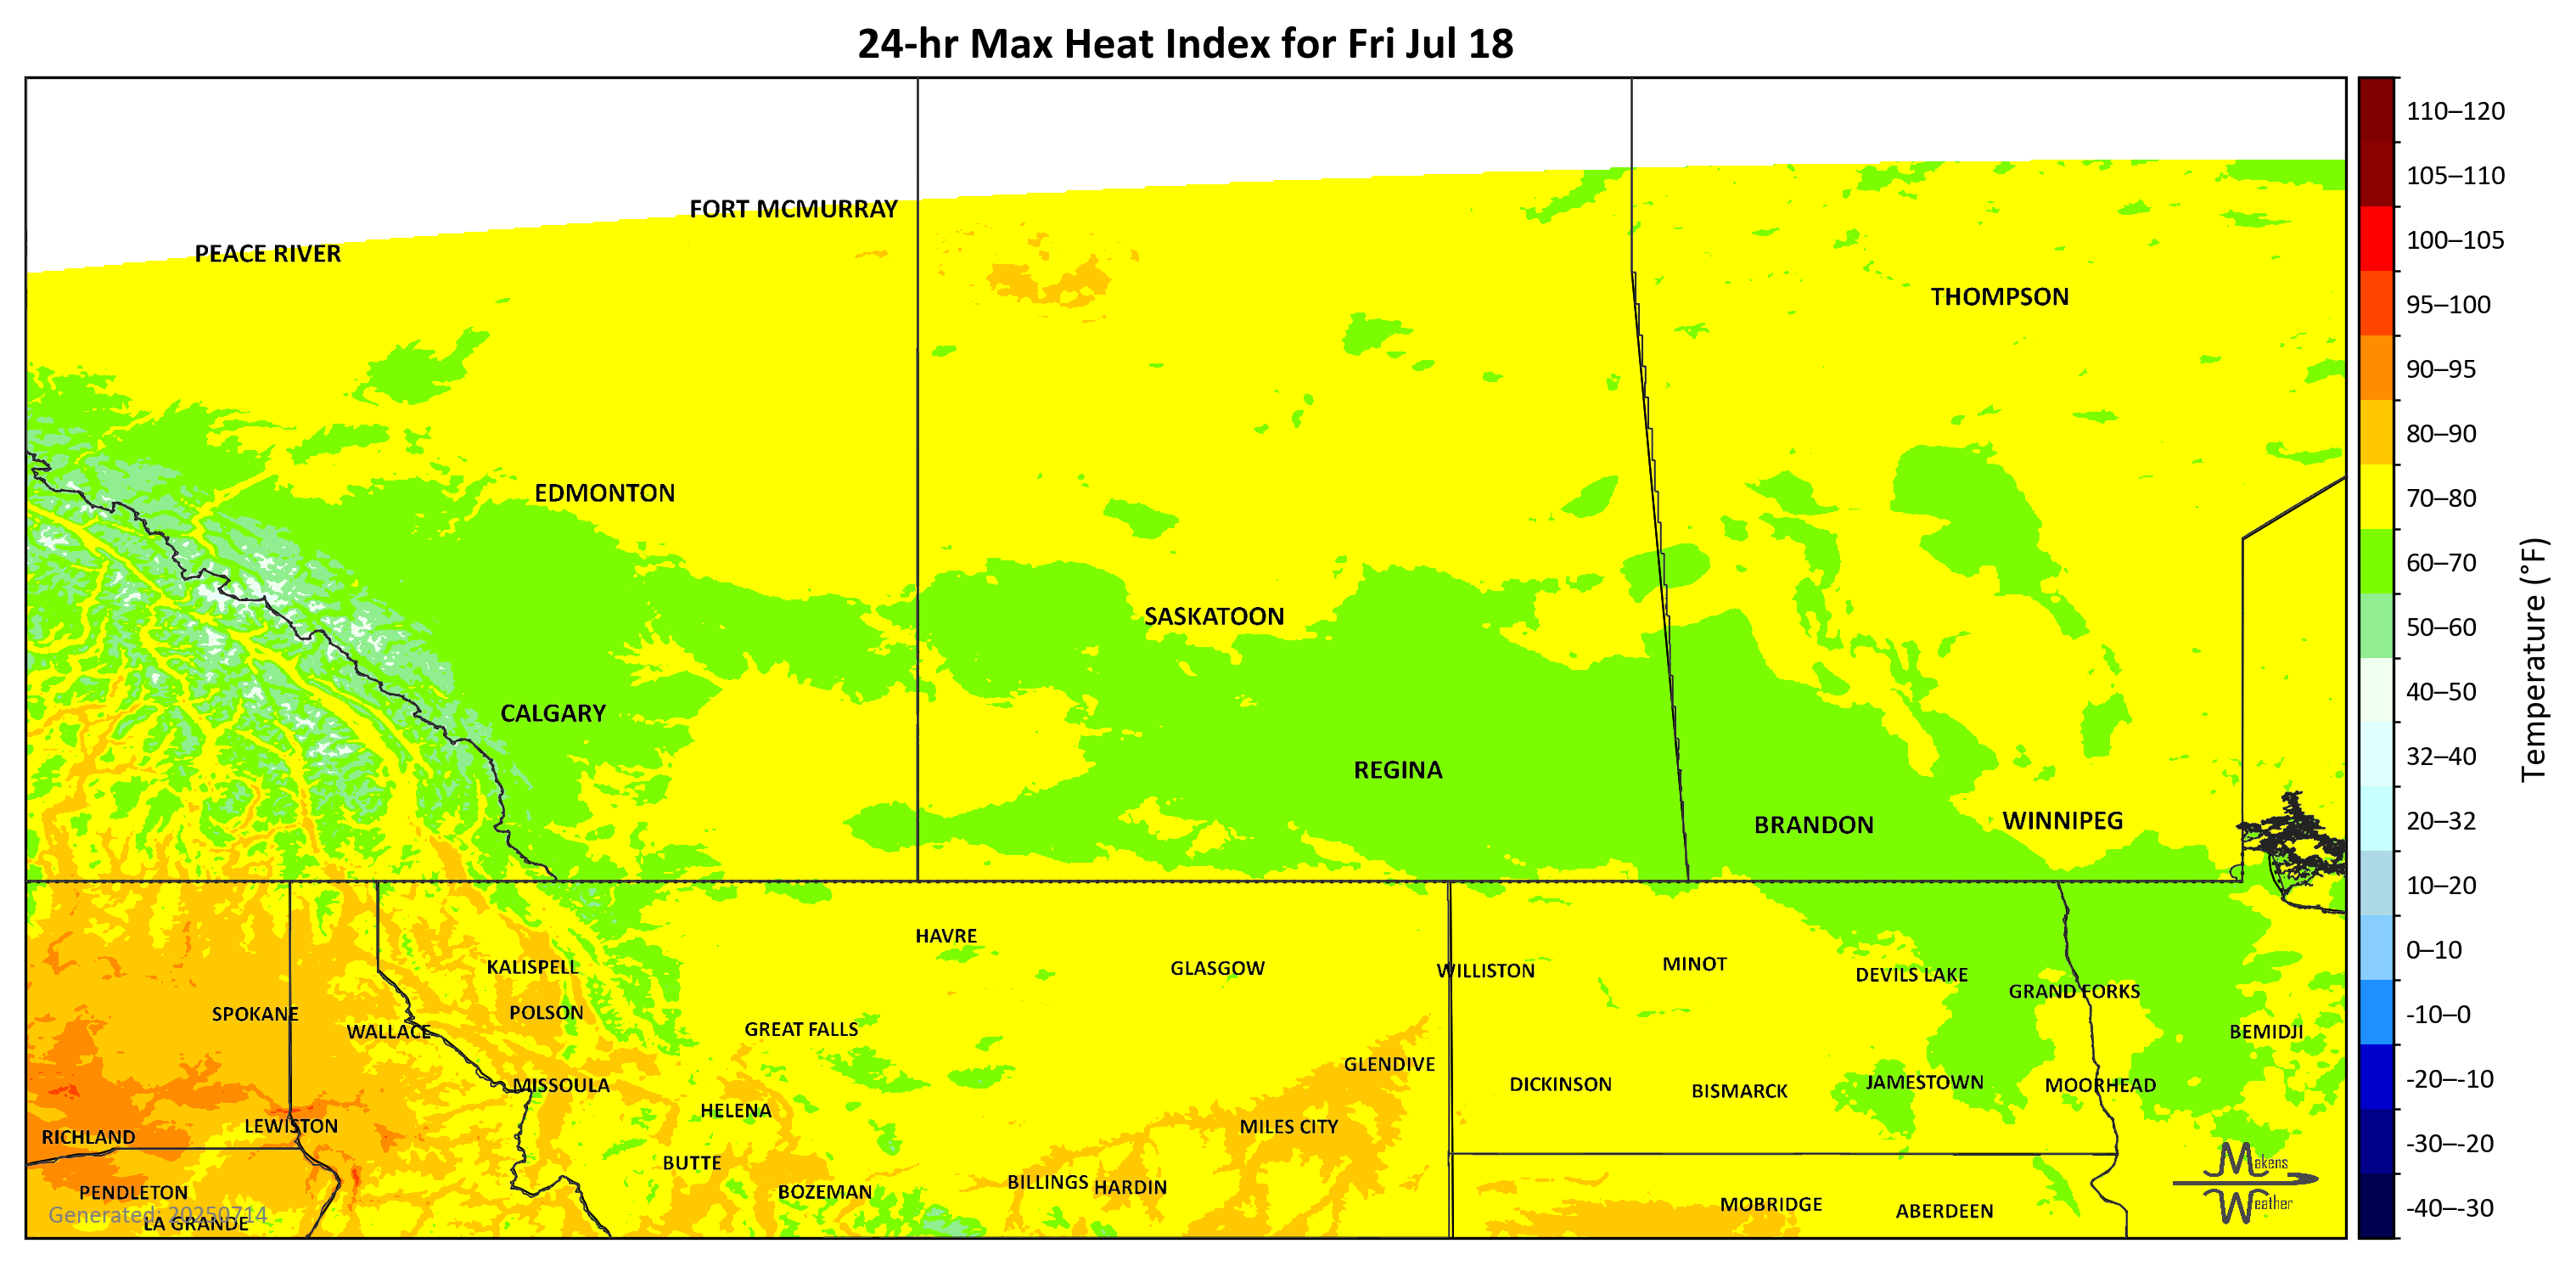 24-hr Max Heat Index for Fri Jul 18
FORT MCMURRAY
PEACE RIVER
THOMPSON
EDMONTON
SASKATOON
CALGARY
REGINA
BRANDON
WINNIPEG
HAVRE
KALISPELL
GLASGOW
WILLISTON
MINOT
DEVILS LAKE
GRAND FORKS
SPOKANE
POLSON
WALLACE
GREAT FALLS
BEMIDJI
GLENDIVE
MISSOULA
DICKINSON
BISMARCK
JAMESTOWN
MOORHEAD
HELENA
LEWISTON
MILES CITY
RICHLAND
BUTTE
BILLINGS
HARDIN
PENDLETON
BOZEMAN
MOBRIDGE
ABERDEEN
LA GRANDE
Generated: 20250714
Makens
Weather
110–120
105–110
100–105
95–100
90–95
80–90
70–80
60–70
50–60
40–50
32–40
20–32
10–20
0–10
-10–0
-20–-10
-30–-20
-40–-30
Temperature (°F)